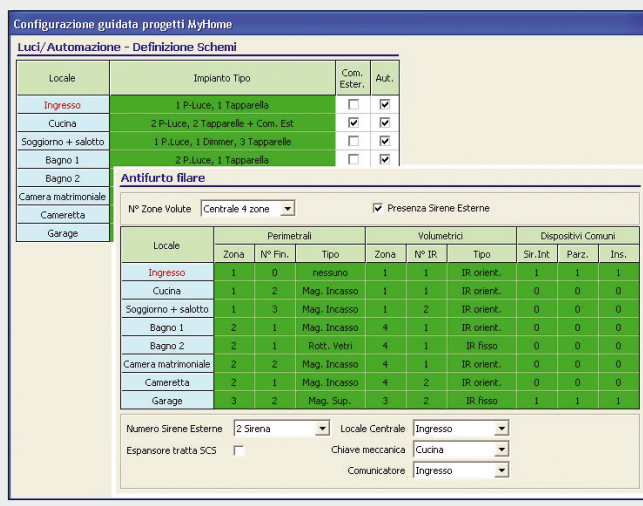 Configurazione guidata progetti MyHome
Luci/Automazione - Definizione Schemi
Locale Impianto Tipo Com. Ester. Aut.
Ingresso 1 P-Luce, 1 Tapparella
Cucina 2 P-Luce, 2 Tapparelle + Com. Est
Soggiorno + salotto 1 P.Luce, 1 Dimmer, 3 Tapparelle
Bagno 1 2 P.Luce, 1 Tapparella
Bagno 2
Camera matrimoniale
Cameretta
Garage
Antifurto filare
N° Zone Volute Centrale 4 zone Presenza Sirene Esterne
Locale Perimetrali Volumetrici Dispositivi Comuni
Zona N° Fin. Tipo Zona N° IR Tipo Sir.Int Parz. Ins.
Ingresso 1 0 nessuno 1 1 IR orient. 1 1 1
Cucina 1 2 Mag. Incasso 1 1 IR orient. 0 0 0
Soggiorno + salotto 1 3 Mag. Incasso 1 2 IR orient. 0 0 0
Bagno 1 2 1 Mag. Incasso 4 1 IR orient. 0 0 0
Bagno 2 2 1 Rott. Vetri 4 1 IR fisso 0 0 0
Camera matrimoniale 2 2 Mag. Incasso 4 1 IR orient. 0 0 0
Cameretta 2 1 Mag. Incasso 4 2 IR orient. 0 0 0
Garage 3 2 Mag. Sup. 3 2 IR fisso 1 1 1
Numero Sirene Esterne 2 Sirena Locale Centrale Ingresso
Espansore tratta SCS Chiave meccanica Cucina
Comunicatore Ingresso